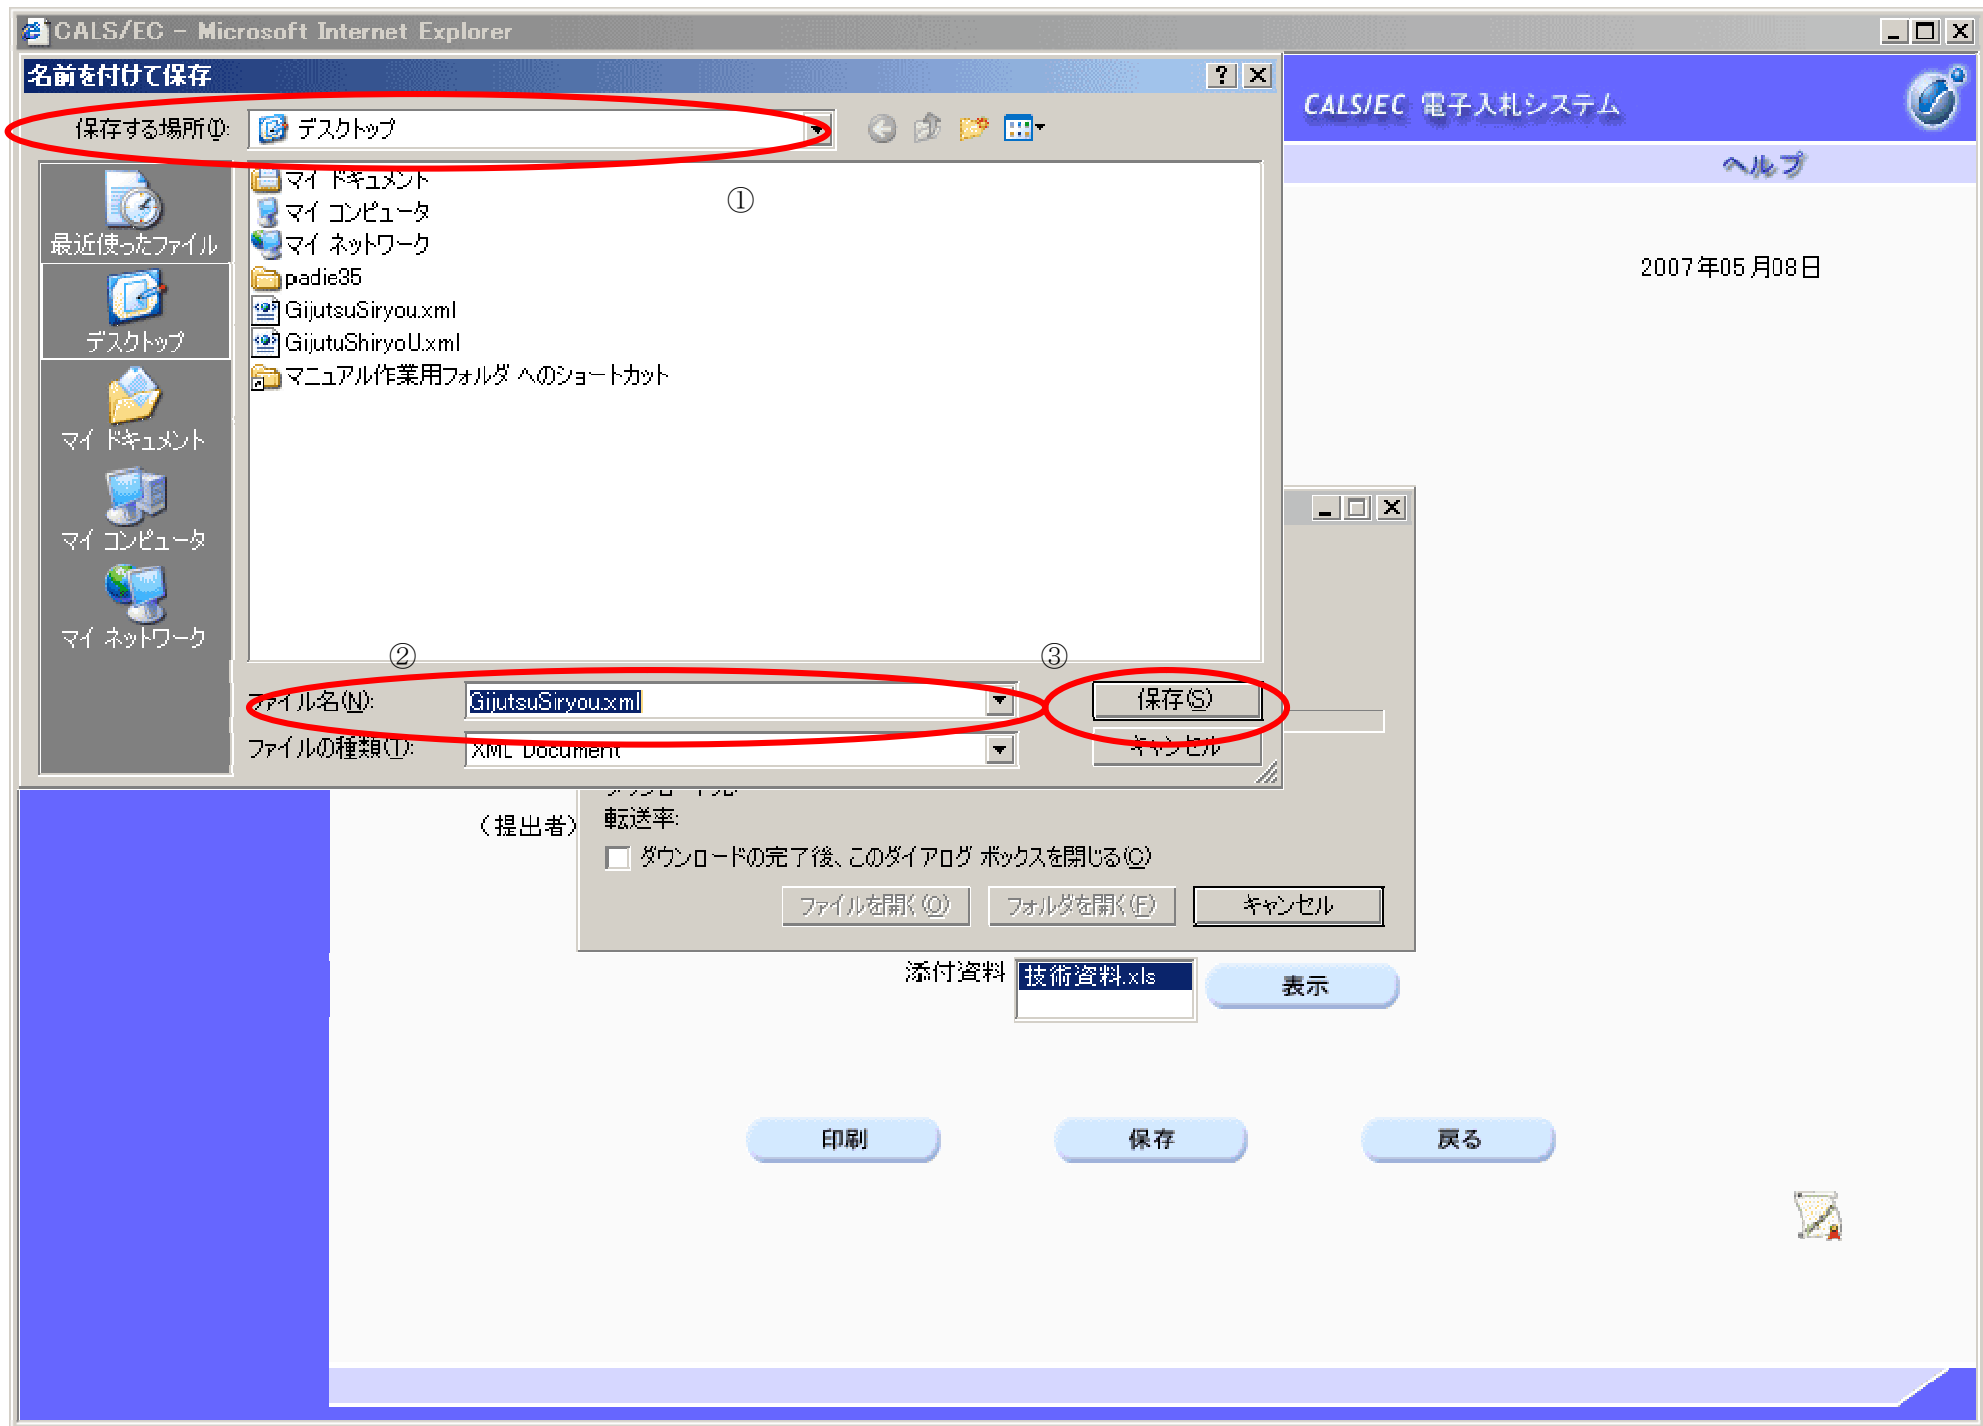 CALS/EC - Microsoft Internet Explorer
名前を付けて保存
CALS/EC 電子入札システム
保存する場所(I):
デスクトップ
ヘルプ
マイ ドキュメント
①
マイ コンピュータ
最近使ったファイル
マイ ネットワーク
2007年05月08日
padie35
GijutsuSiryou.xml
デスクトップ
GijutuShiryoU.xml
マニュアル作業用フォルダ へのショートカット
マイ ドキュメント
マイ コンピュータ
マイ ネットワーク
②
③
ファイル名(N):
GijutsuSiryou.xml
保存(S)
ファイルの種類(T):
XML Document
キャンセル
(提出者)
転送率:
ダウンロードの完了後、このダイアログ ボックスを閉じる(C)
ファイルを開く(O)
フォルダを開く(F)
キャンセル
添付資料
技術資料.xls
表示
印刷
保存
戻る